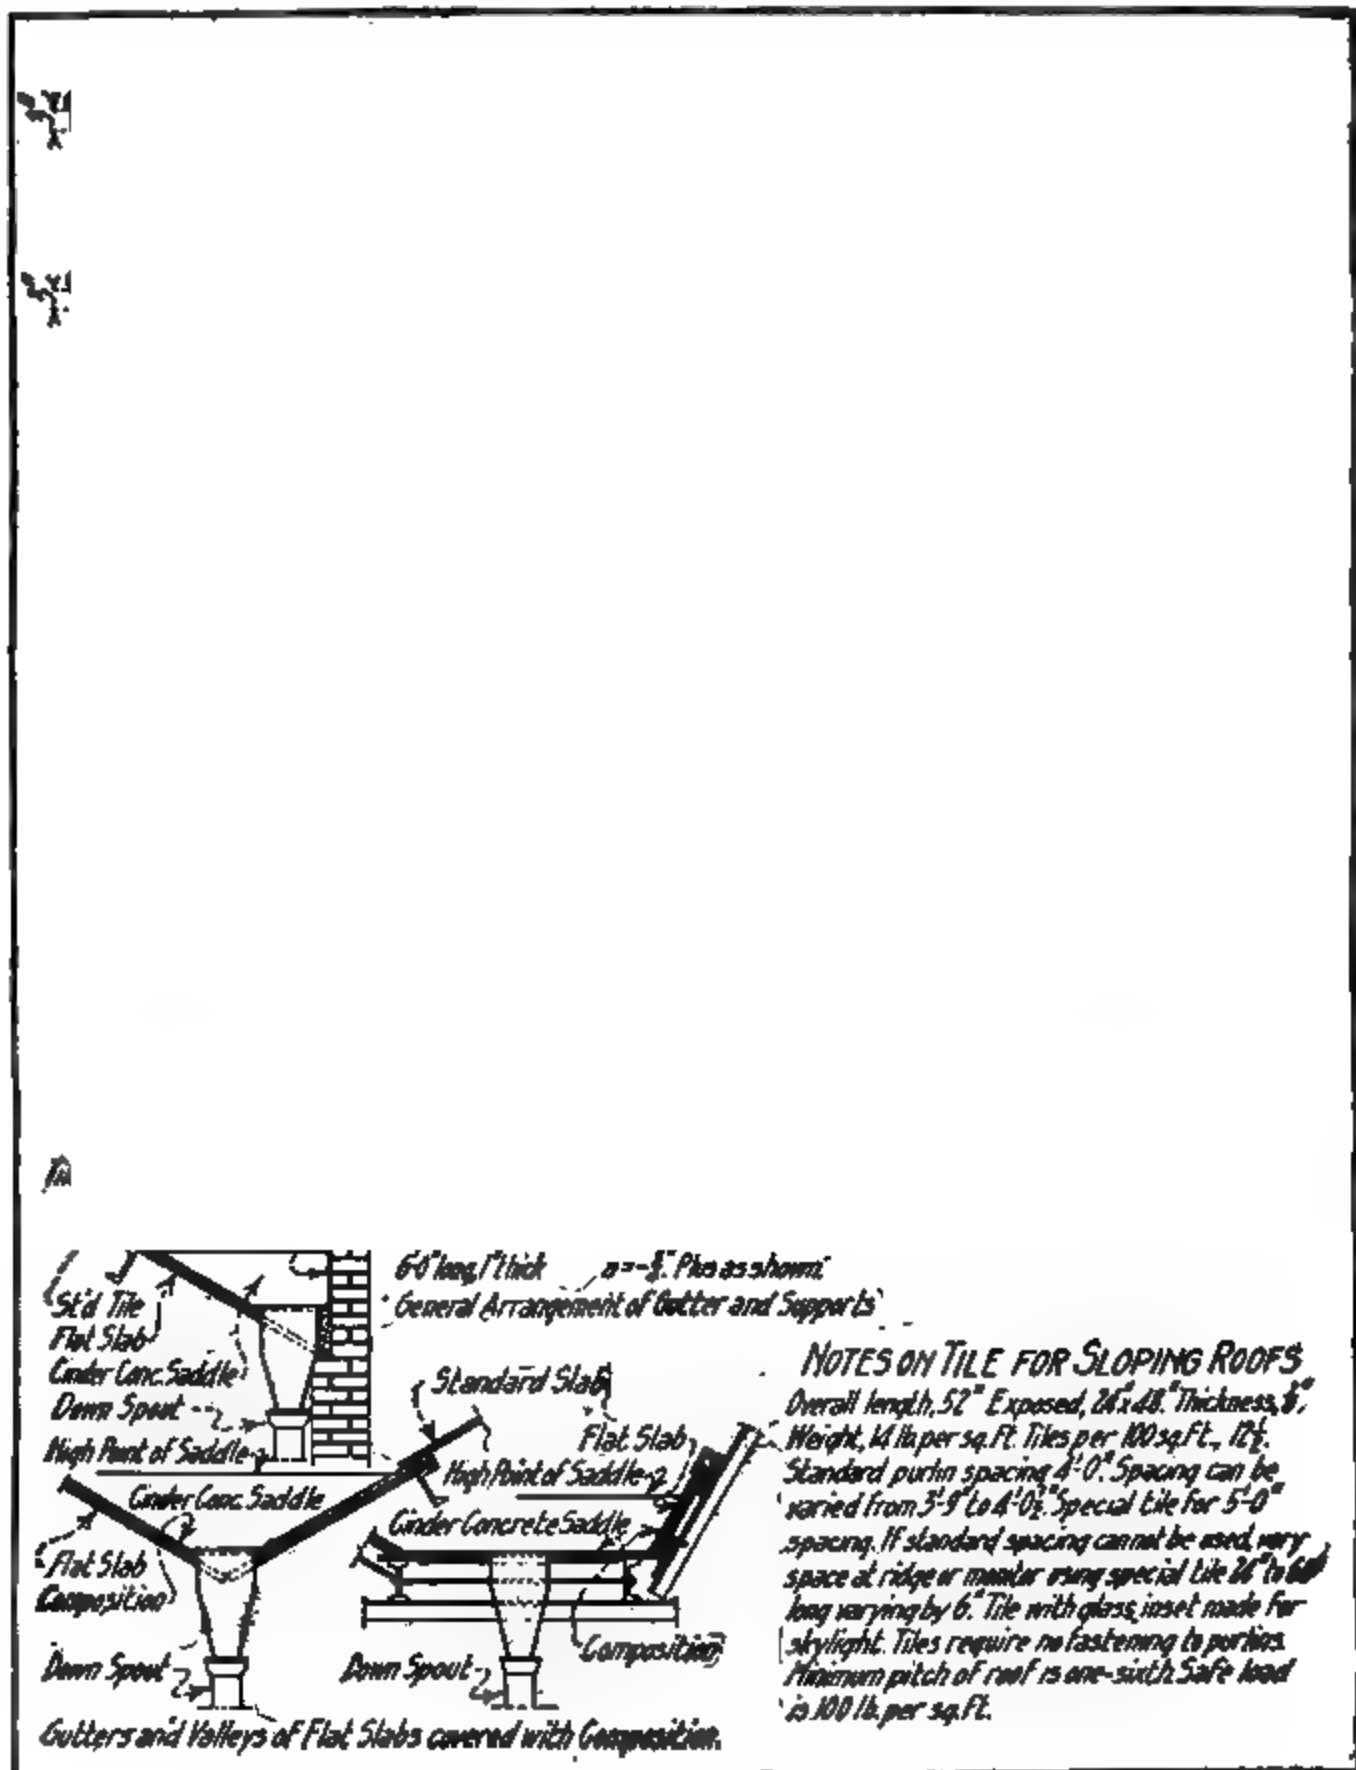 6'-0" long, 1" thick
Plus as shown.
General Arrangement of Gutter and Supports
St'd Tile
Flat Slab
Cinder Conc. Saddle
Down Spout
High Point of Saddle
Cinder Conc. Saddle
Flat Slab
Composition
Down Spout
Standard Slab
Flat Slab
High Point of Saddle
Cinder Concrete Saddle
Composition
Down Spout
Gutters and Valleys of Flat Slabs covered with Composition.
NOTES ON TILE FOR SLOPING ROOFS
Overall length, 52" Exposed, 24"x48" Thickness,
Weight, 14 lb. per sq. ft. Tiles per 100 sq. ft., 12½.
Standard purlin spacing 4'-0". Spacing can be
varied from 3'-9" to 4'-0½". Special tile for 5'-0"
spacing. If standard spacing cannot be used, vary
space at ridge or monitor using special tile to
long varying by 6". Tile with glass inset made for
skylight. Tiles require no fastening to purlins.
Minimum pitch of roof is one-sixth. Safe load
is 100 lb. per sq. ft.